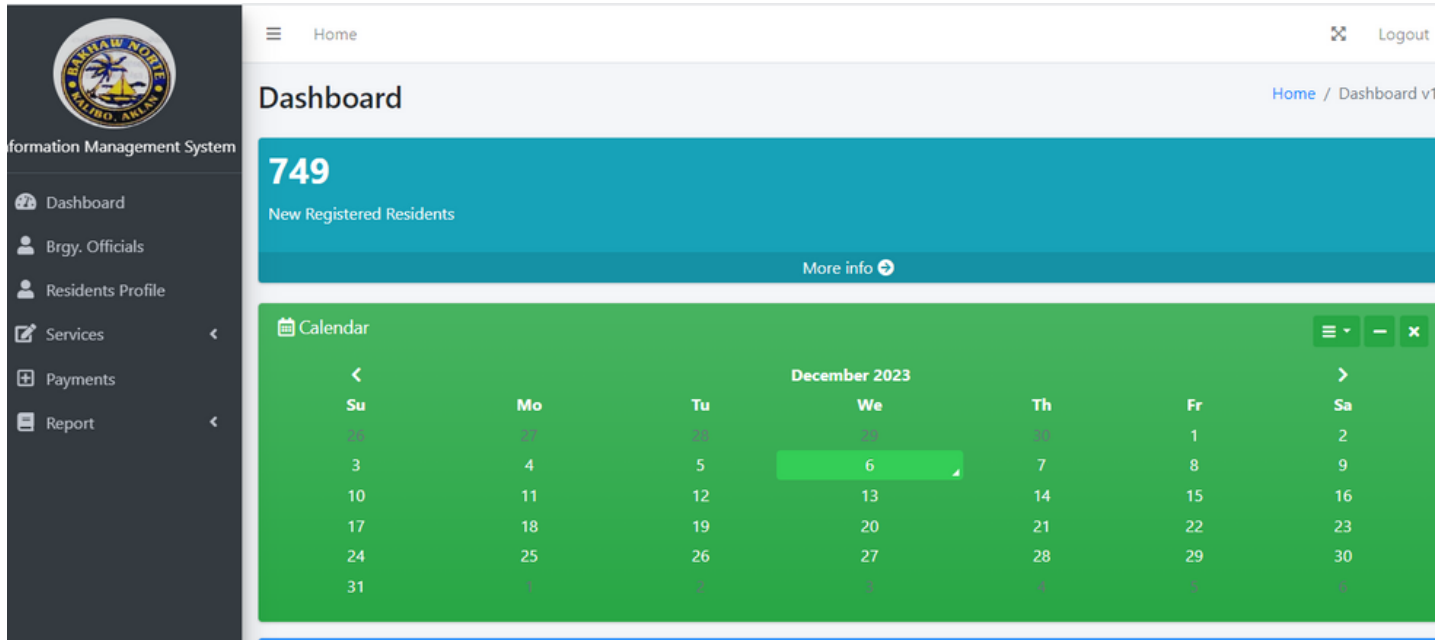 BAKHAW NORTE
KALIBO, AKLAN
formation Management System
Dashboard
Brgy. Officials
Residents Profile
Services
Payments
Report
Home
Logout
Dashboard
Home / Dashboard v1
749
New Registered Residents
More info
Calendar
December 2023
Su Mo Tu We Th Fr Sa
26 27 28 29 30 1 2
3 4 5 6 7 8 9
10 11 12 13 14 15 16
17 18 19 20 21 22 23
24 25 26 27 28 29 30
31 1 2 3 4 5 6